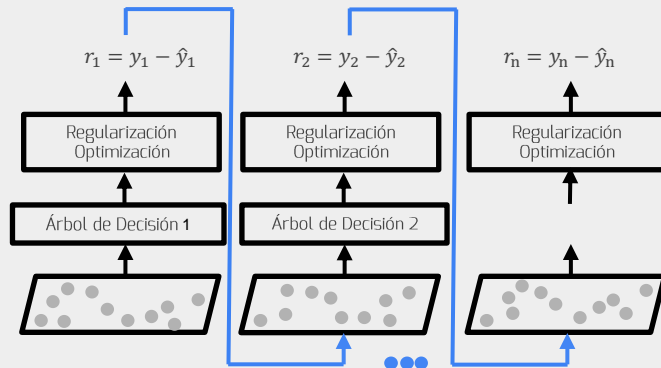 r₁ = y₁ − ŷ₁
r₂ = y₂ − ŷ₂
rₙ = yₙ − ŷₙ
Regularización
Optimización
Regularización
Optimización
Regularización
Optimización
Árbol de Decisión 1
Árbol de Decisión 2